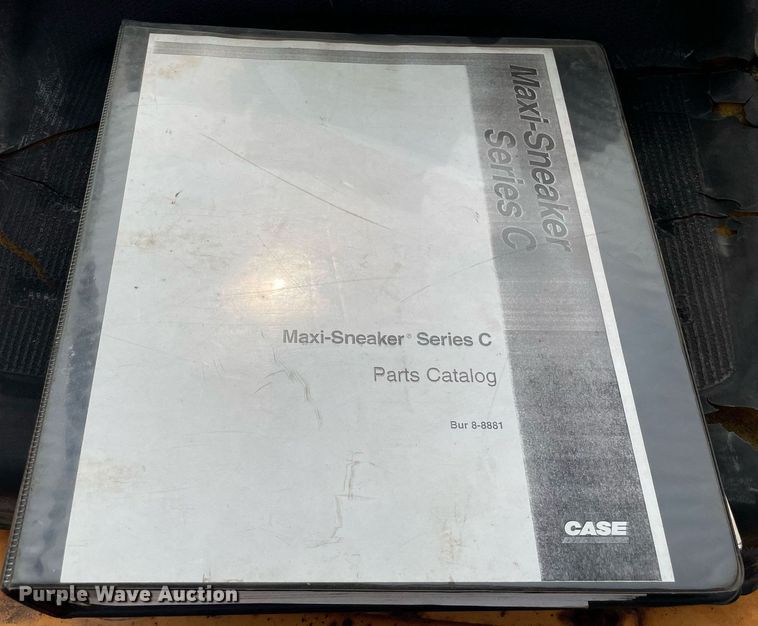 Maxi-Sneaker
Series C
Maxi-Sneaker® Series C
Parts Catalog
Bur 8-8881
CASE
Purple Wave Auction